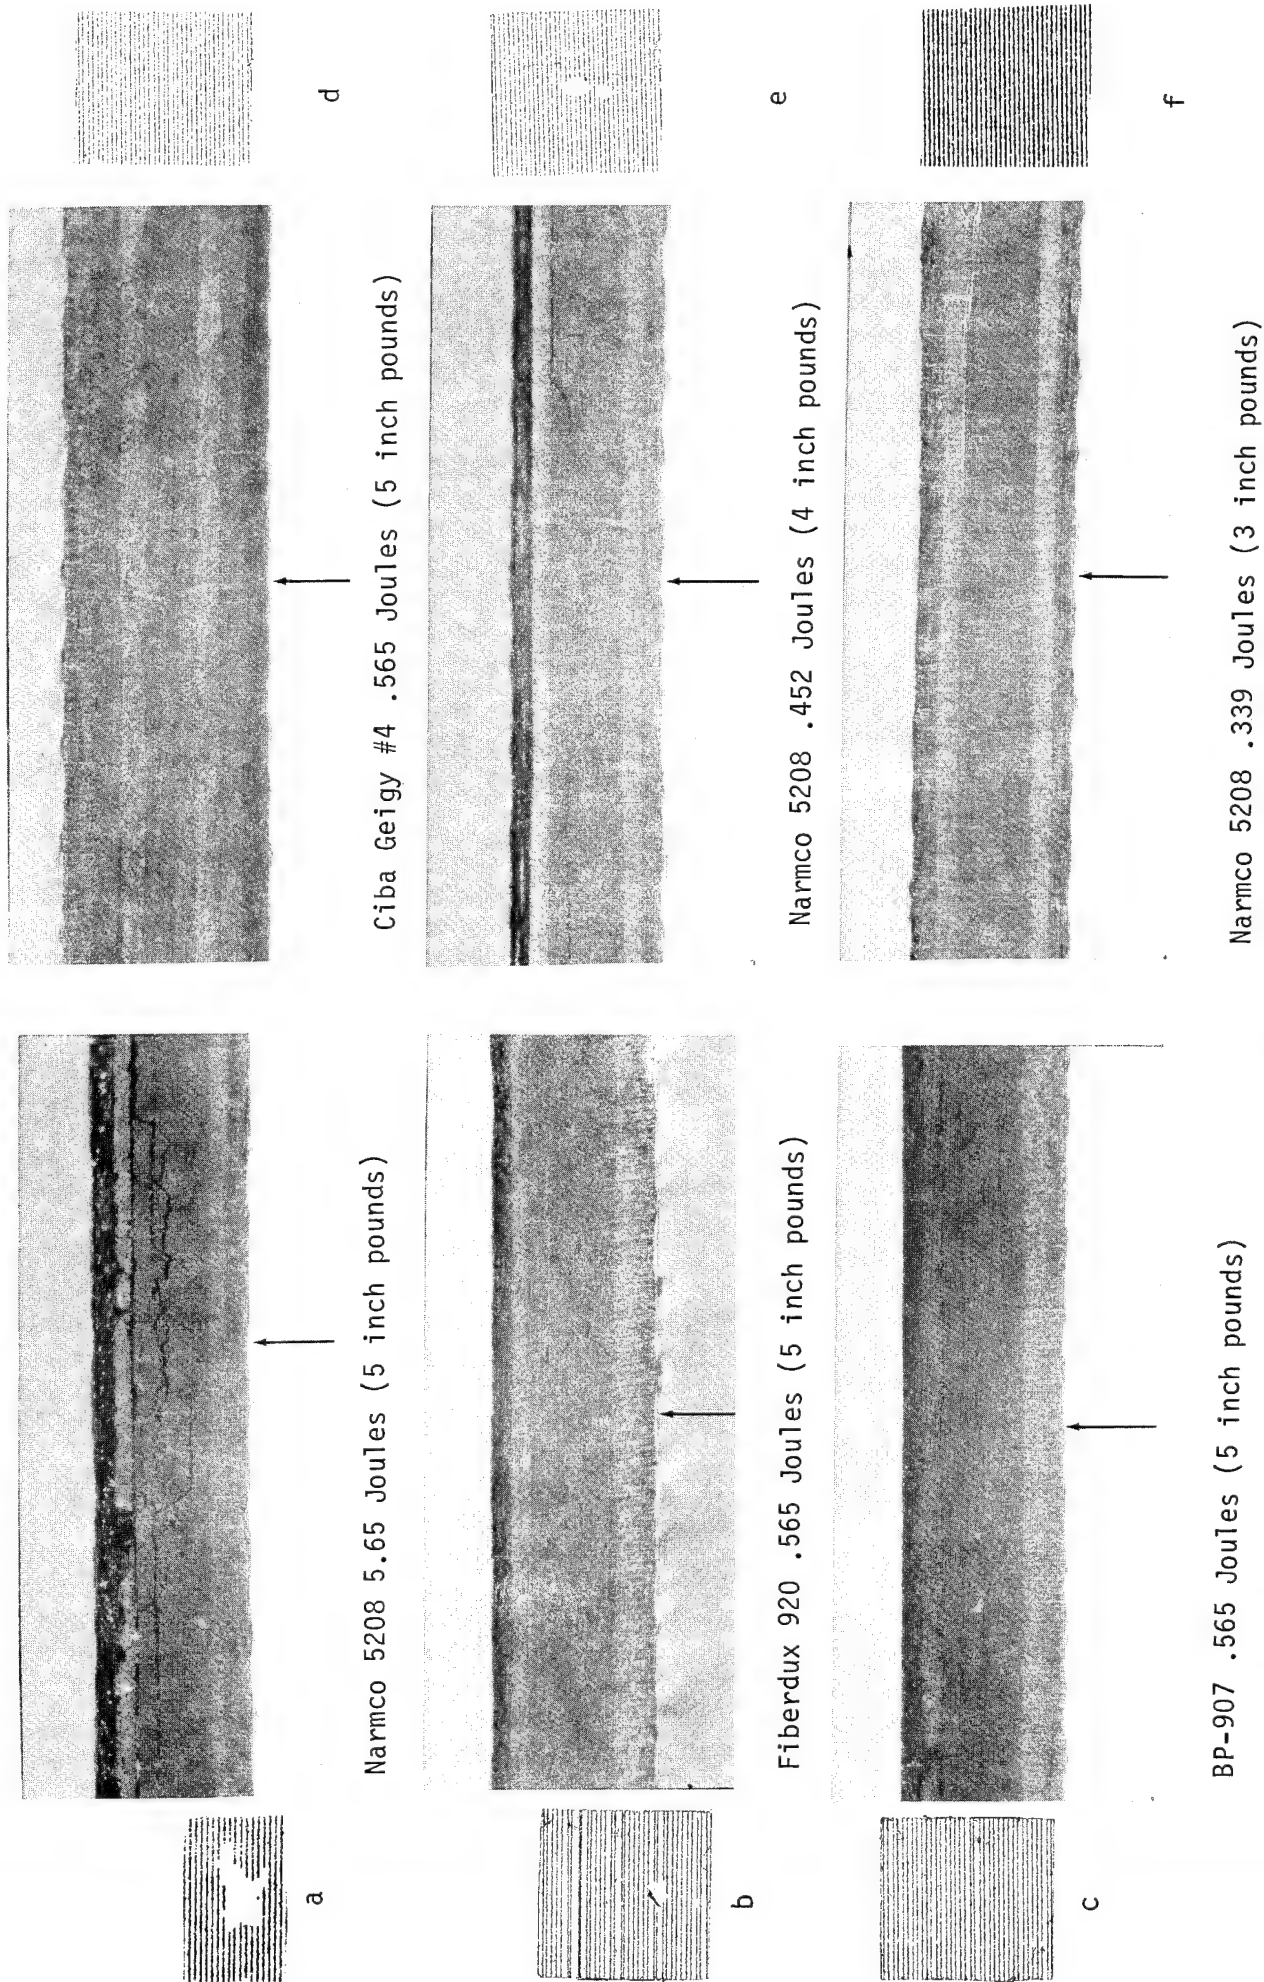 a
Narmco 5208 5.65 Joules (5 inch pounds)
b
Fiberdux 920 .565 Joules (5 inch pounds)
c
BP-907 .565 Joules (5 inch pounds)
d
Ciba Geigy #4 .565 Joules (5 inch pounds)
e
Narmco 5208 .452 Joules (4 inch pounds)
f
Narmco 5208 .339 Joules (3 inch pounds)